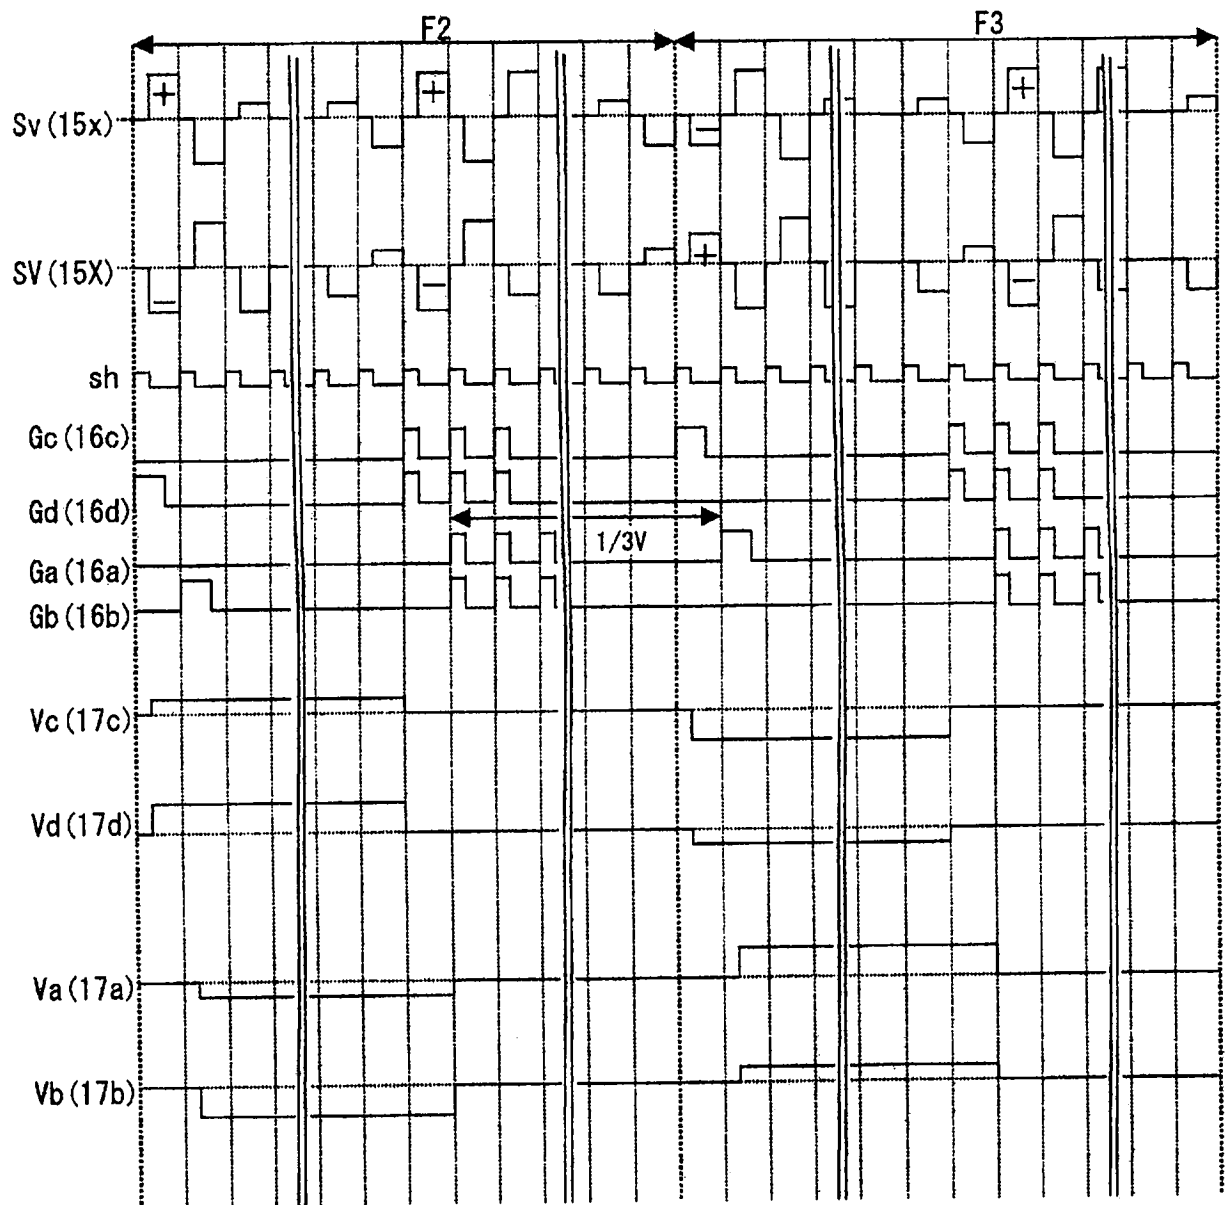 F2
F3
+
+
+
Sv(15x)
−
+
SV(15X)
−
−
−
sh
Gc(16c)
Gd(16d)
1/3V
Ga(16a)
Gb(16b)
Vc(17c)
Vd(17d)
Va(17a)
Vb(17b)